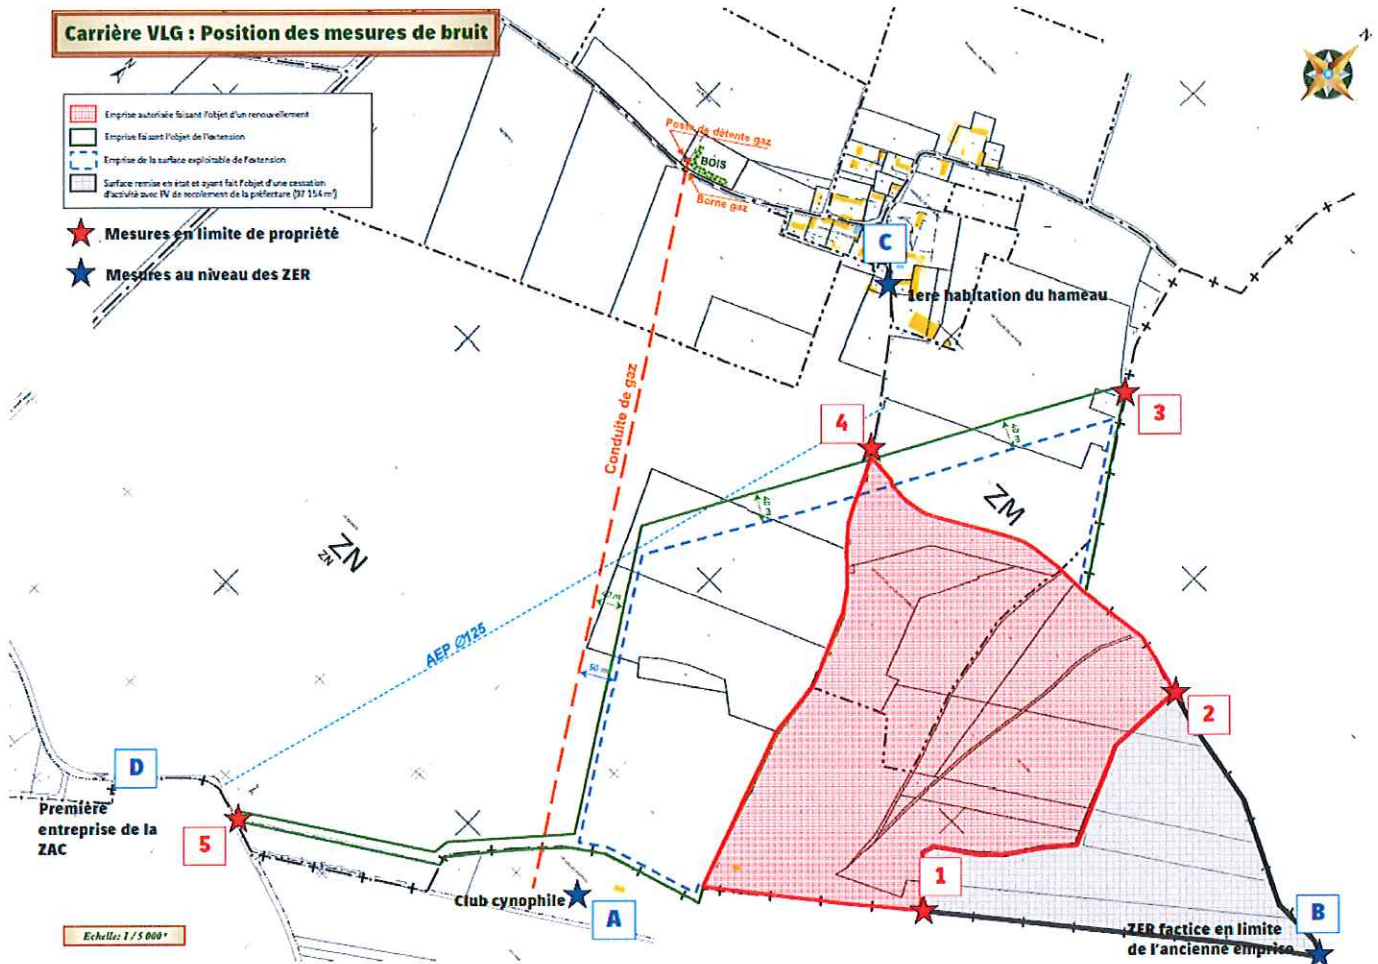 Carrière VLG : Position des mesures de bruit
Emprise autorisée faisant l'objet d'un renouvellement
Emprise faisant l'objet de l'extension
Emprise de la surface exploitable de l'extension
Surface remise en état et ayant fait l'objet d'une cessation
d'activité avec PV de recolement de la préfecture (97 154 m²)
Mesures en limite de propriété
Mesures au niveau des ZER
Poste de détente gaz
BOIS
Borne gaz
C
1ere habitation du hameau
Conduite de gaz
4
3
ZM
ZN
ZN
AEP Ø125
50 m
2
D
Première
entreprise de la
ZAC
5
1
Club cynophile
A
B
ZER factice en limite
de l'ancienne emprise
Echelle: 1 / 5 000